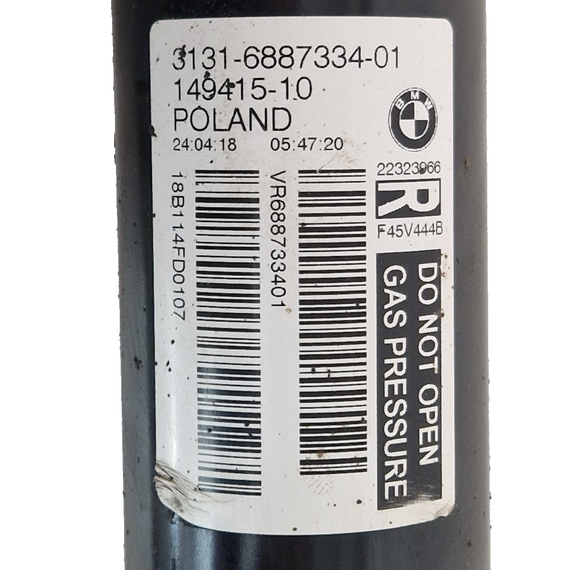 3131-6887334-01
149415-10
POLAND
24:04:18 05:47:20
BMW
22323966
R
F45V444B
18B114FD0107
VR688733401
DO NOT OPEN
GAS PRESSURE